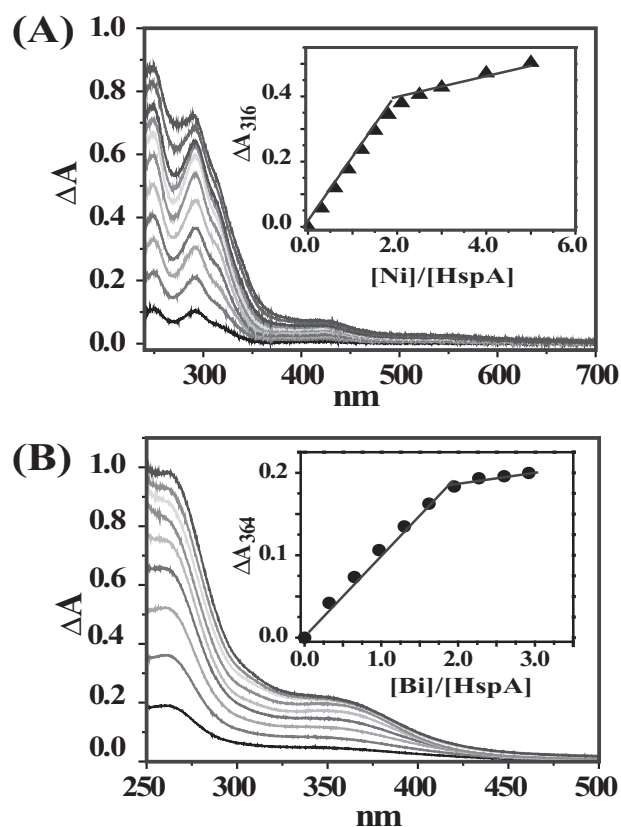 (A)
1.0
0.8
0.6
0.4
0.2
0.0
ΔA
300 400 500 600 700
nm
0.4
0.2
0.0
ΔA316
0.0 2.0 4.0 6.0
[Ni]/[HspA]
(B)
1.0
0.8
0.6
0.4
0.2
0.0
ΔA
250 300 350 400 450 500
nm
0.2
0.1
0.0
ΔA364
0.0 1.0 2.0 3.0
[Bi]/[HspA]